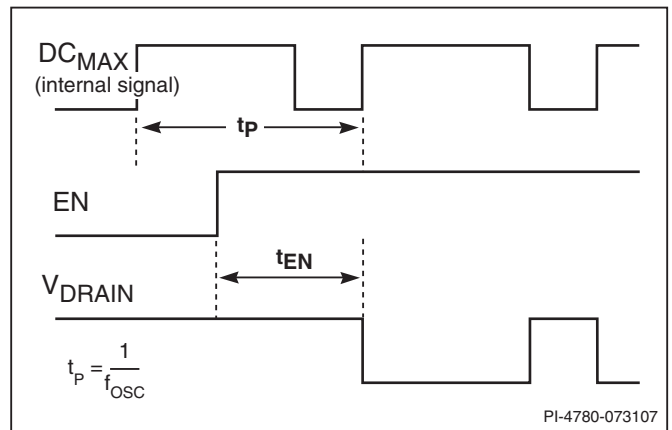 DCMAX
(internal signal)
tP
EN
tEN
VDRAIN
tP = 1/fOSC
PI-4780-073107